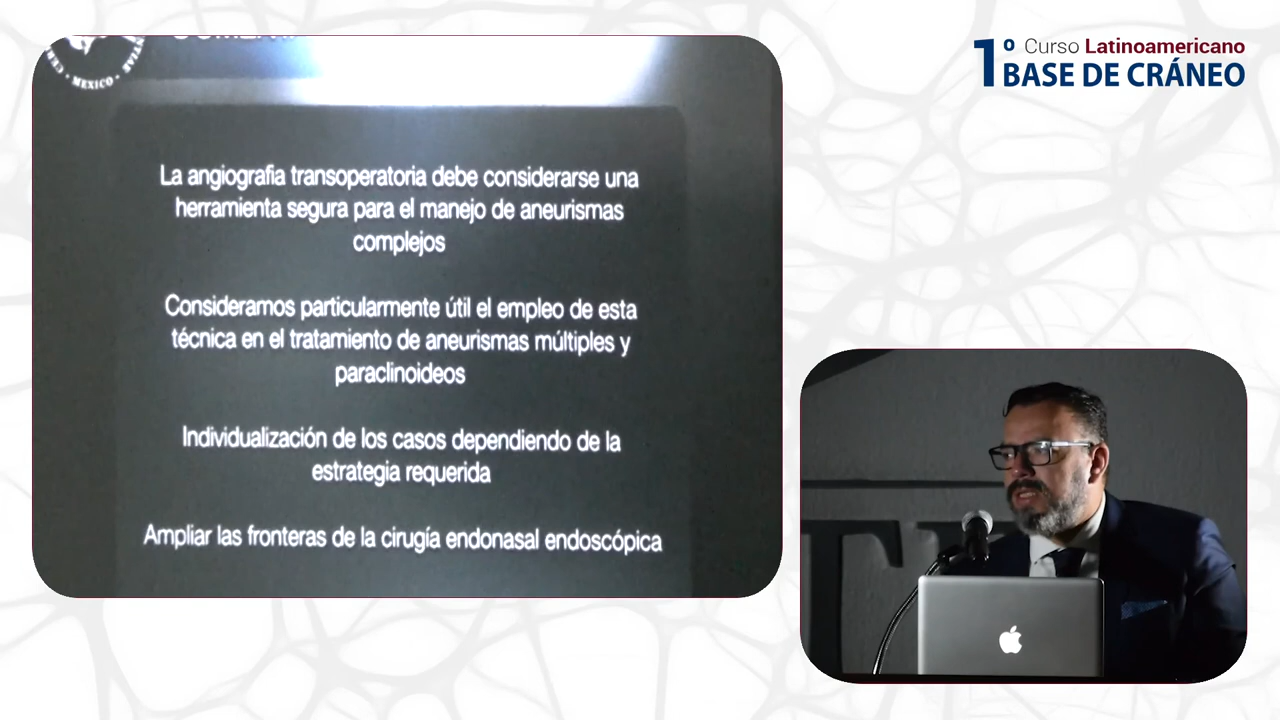 MEXICO
La angiografia transoperatoria debe considerarse una
herramienta segura para el manejo de aneurismas
complejos
Consideramos particularmente útil el empleo de esta
técnica en el tratamiento de aneurismas múltiples y
paraclinoideos
Individualización de los casos dependiendo de la
estrategia requerida
Ampliar las fronteras de la cirugía endonasal endoscópica
1º Curso Latinoamericano
BASE DE CRÁNEO